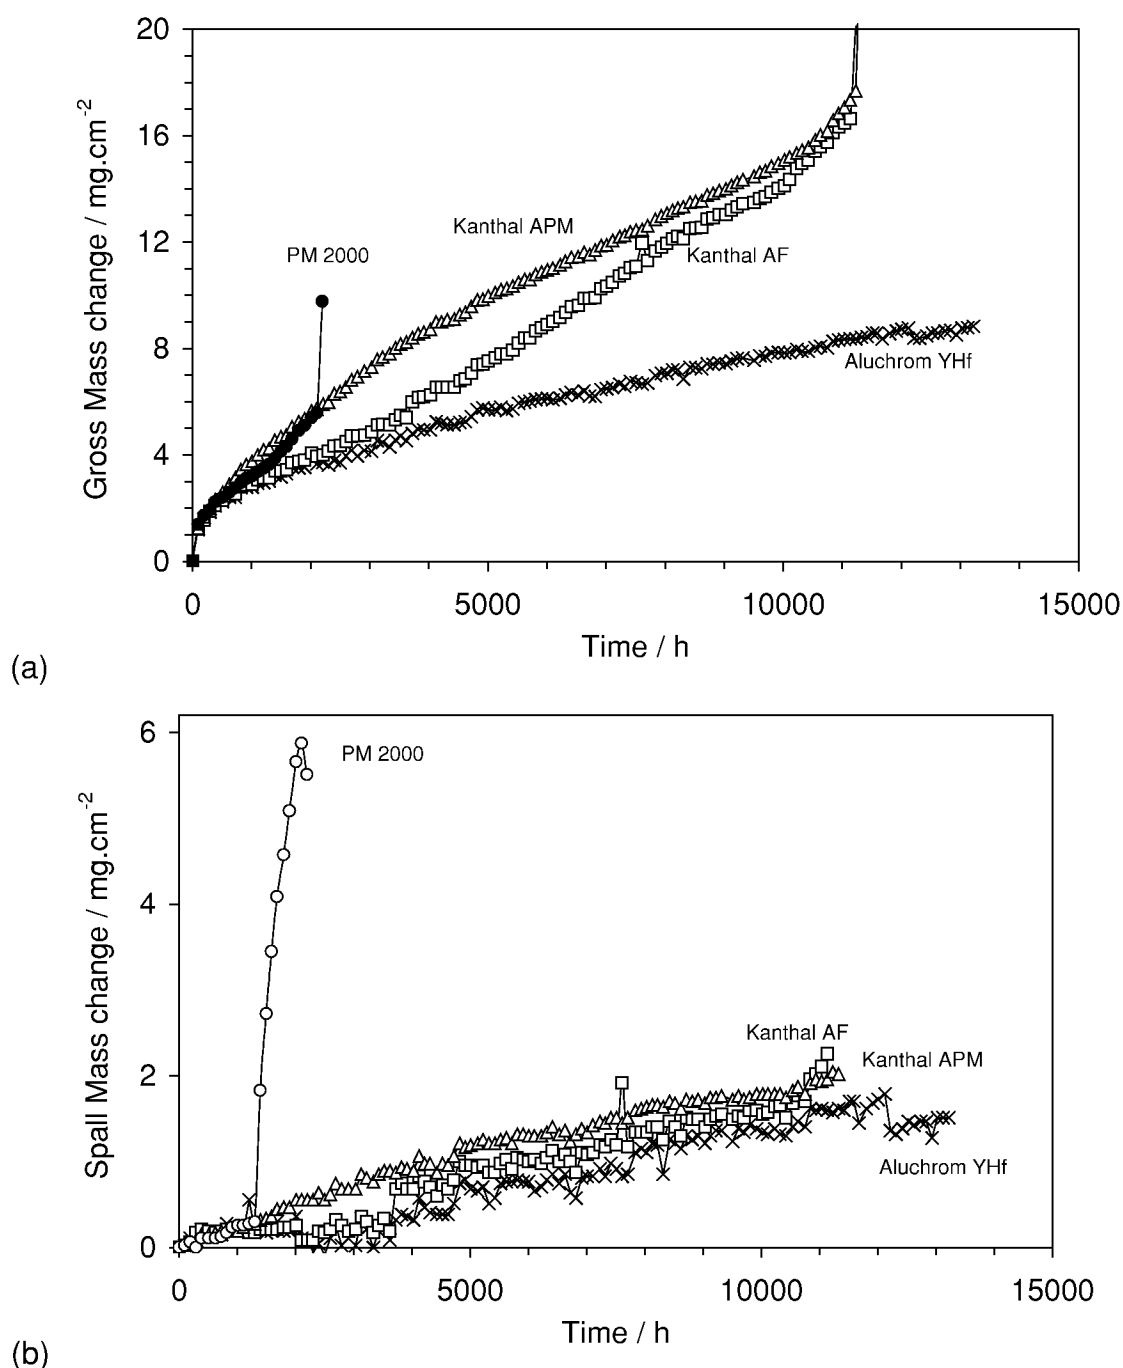 20
16
12
8
4
0
Gross Mass change / mg.cm-2
Kanthal APM
PM 2000
Kanthal AF
Aluchrom YHf
0 5000 10000 15000
Time / h
(a)
6
4
2
0
Spall Mass change / mg.cm-2
PM 2000
Kanthal AF
Kanthal APM
Aluchrom YHf
0 5000 10000 15000
Time / h
(b)